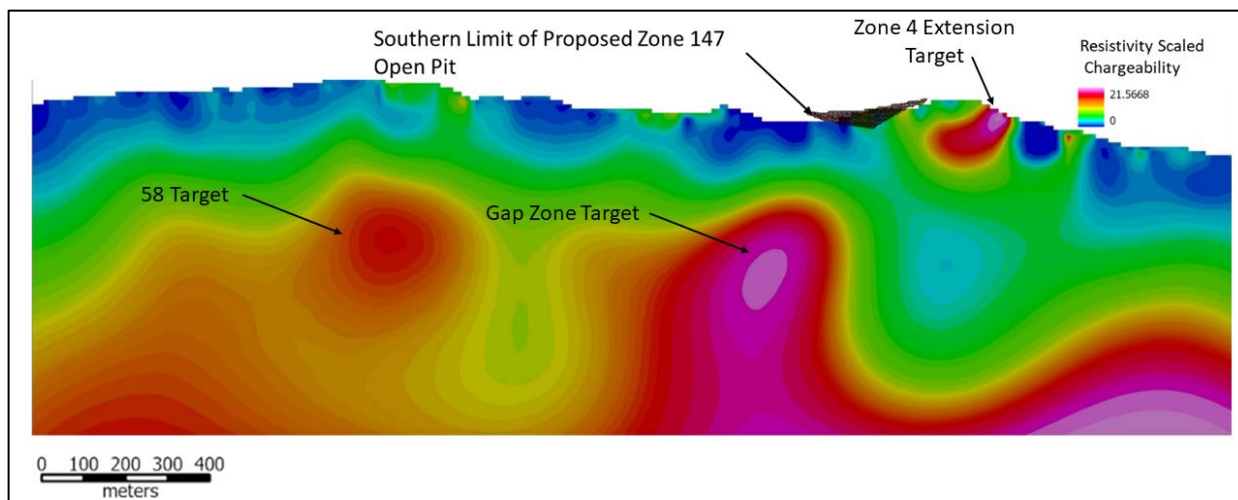 Southern Limit of Proposed Zone 147
Open Pit
Zone 4 Extension
Target
Resistivity Scaled
Chargeability
21.5668
0
58 Target
Gap Zone Target
0 100 200 300 400
meters